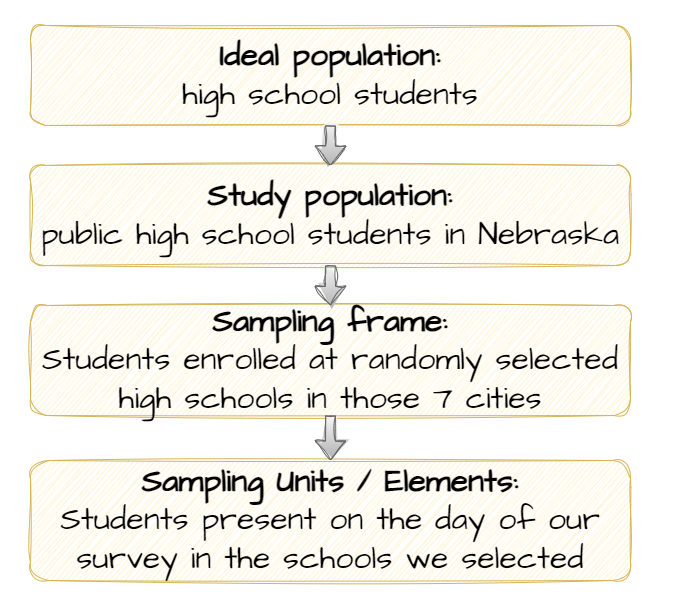 Ideal population:
high school students
Study population:
public high school students in Nebraska
Sampling frame:
Students enrolled at randomly selected
high schools in those 7 cities
Sampling Units / Elements:
Students present on the day of our
survey in the schools we selected